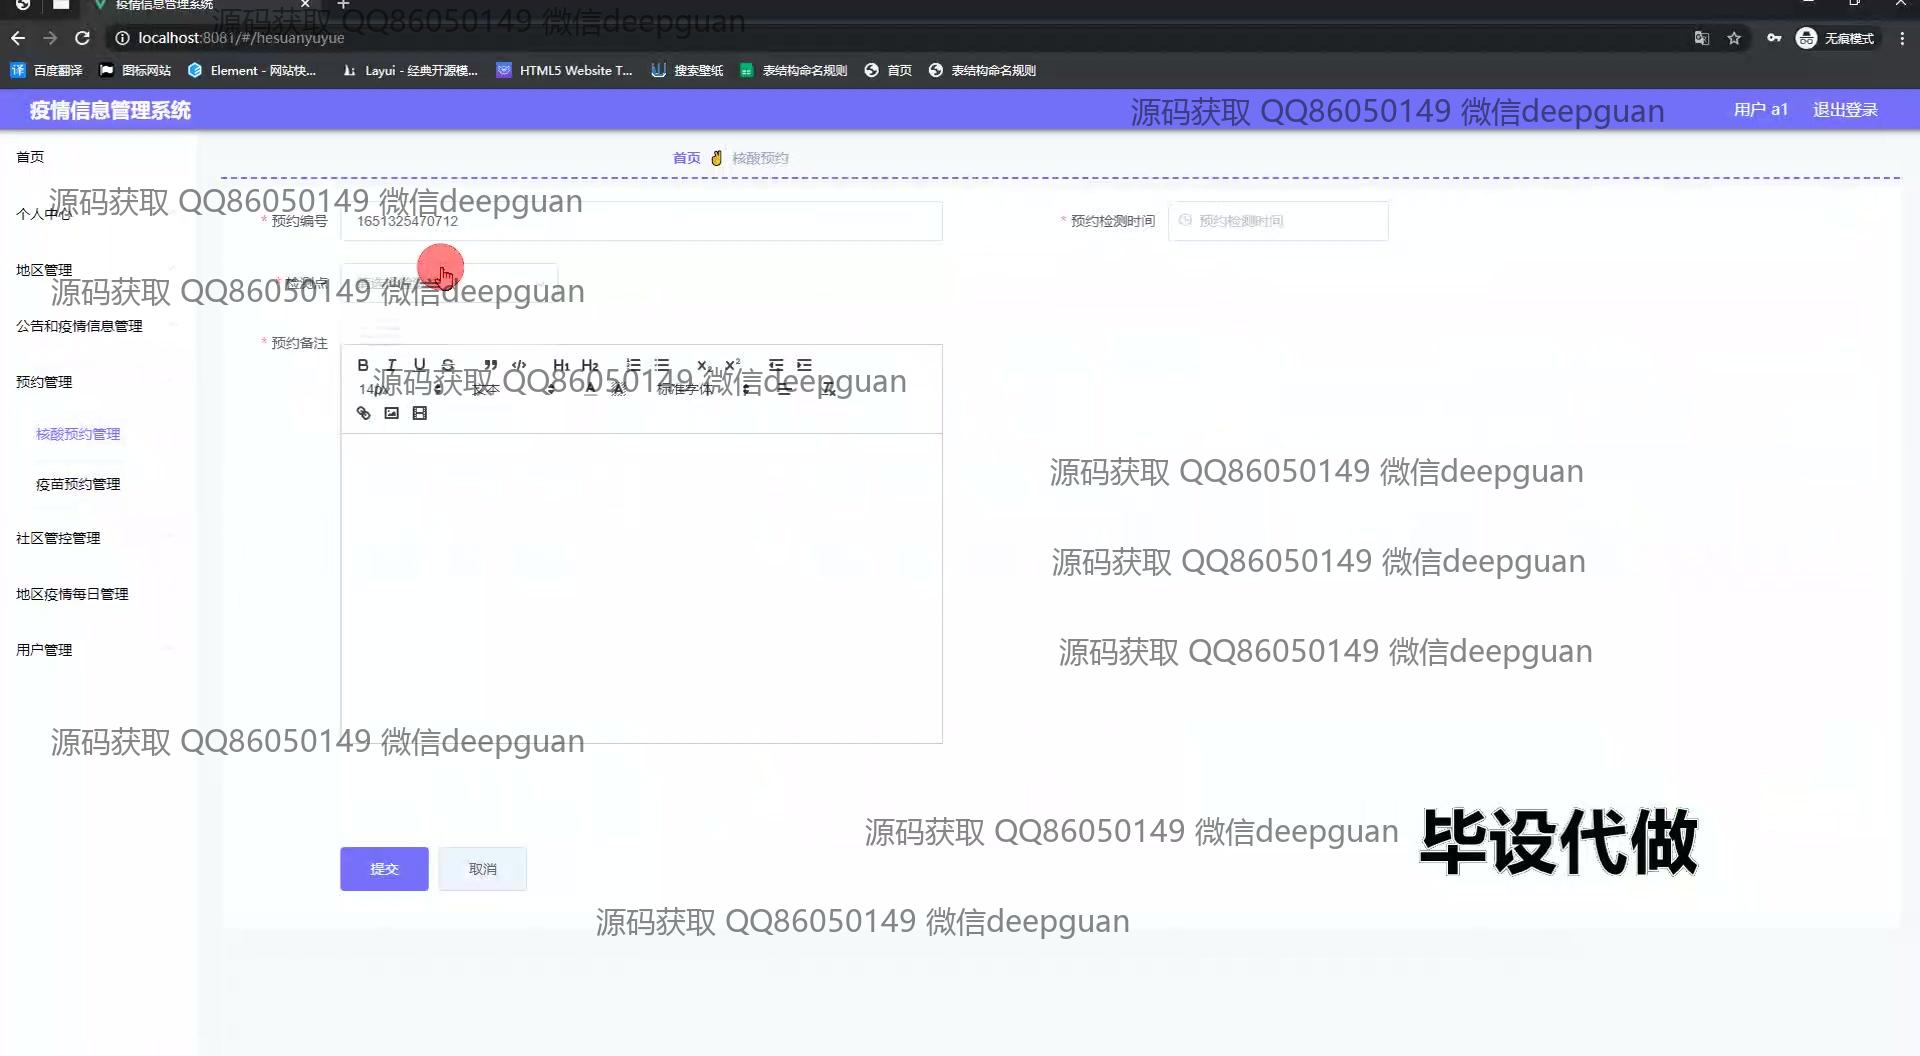 疫情信息管理系统
源码获取 QQ86050149 微信deepguan
localhost:8081/#/hesuanyuyue
无痕模式
百度翻译 图标网站 Element - 网站快... Layui - 经典开源模... HTML5 Website T... 搜索壁纸 表结构命名规则 首页 表结构命名规则
疫情信息管理系统
源码获取 QQ86050149 微信deepguan
用户 a1 退出登录
首页
首页 核酸预约
源码获取 QQ86050149 微信deepguan
个人中心
* 预约编号 1651325470712
* 预约检测时间 预约检测时间
地区管理
* 检测点
源码获取 QQ86050149 微信deepguan
公告和疫情信息管理
* 预约备注
B I U S ” </> H1 H2 X2 X2
预约管理
源码获取 QQ86050149 微信deepguan
14px 文本 A A 标准字体 Tx
核酸预约管理
源码获取 QQ86050149 微信deepguan
疫苗预约管理
社区管控管理
源码获取 QQ86050149 微信deepguan
地区疫情每日管理
用户管理
源码获取 QQ86050149 微信deepguan
源码获取 QQ86050149 微信deepguan
源码获取 QQ86050149 微信deepguan
毕设代做
提交 取消
源码获取 QQ86050149 微信deepguan